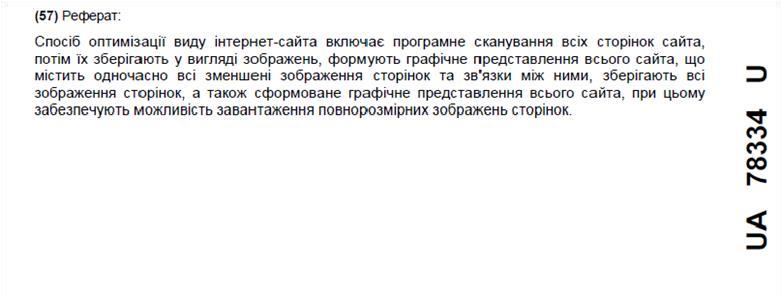 (57) Реферат:
Спосіб оптимізації виду інтернет-сайта включає програмне сканування всіх сторінок сайта,
потім їх зберігають у вигляді зображень, формують графічне представлення всього сайта, що
містить одночасно всі зменшені зображення сторінок та зв'язки між ними, зберігають всі
зображення сторінок, а також сформоване графічне представлення всього сайта, при цьому
забезпечують можливість завантаження повнорозмірних зображень сторінок.
UA 78334 U